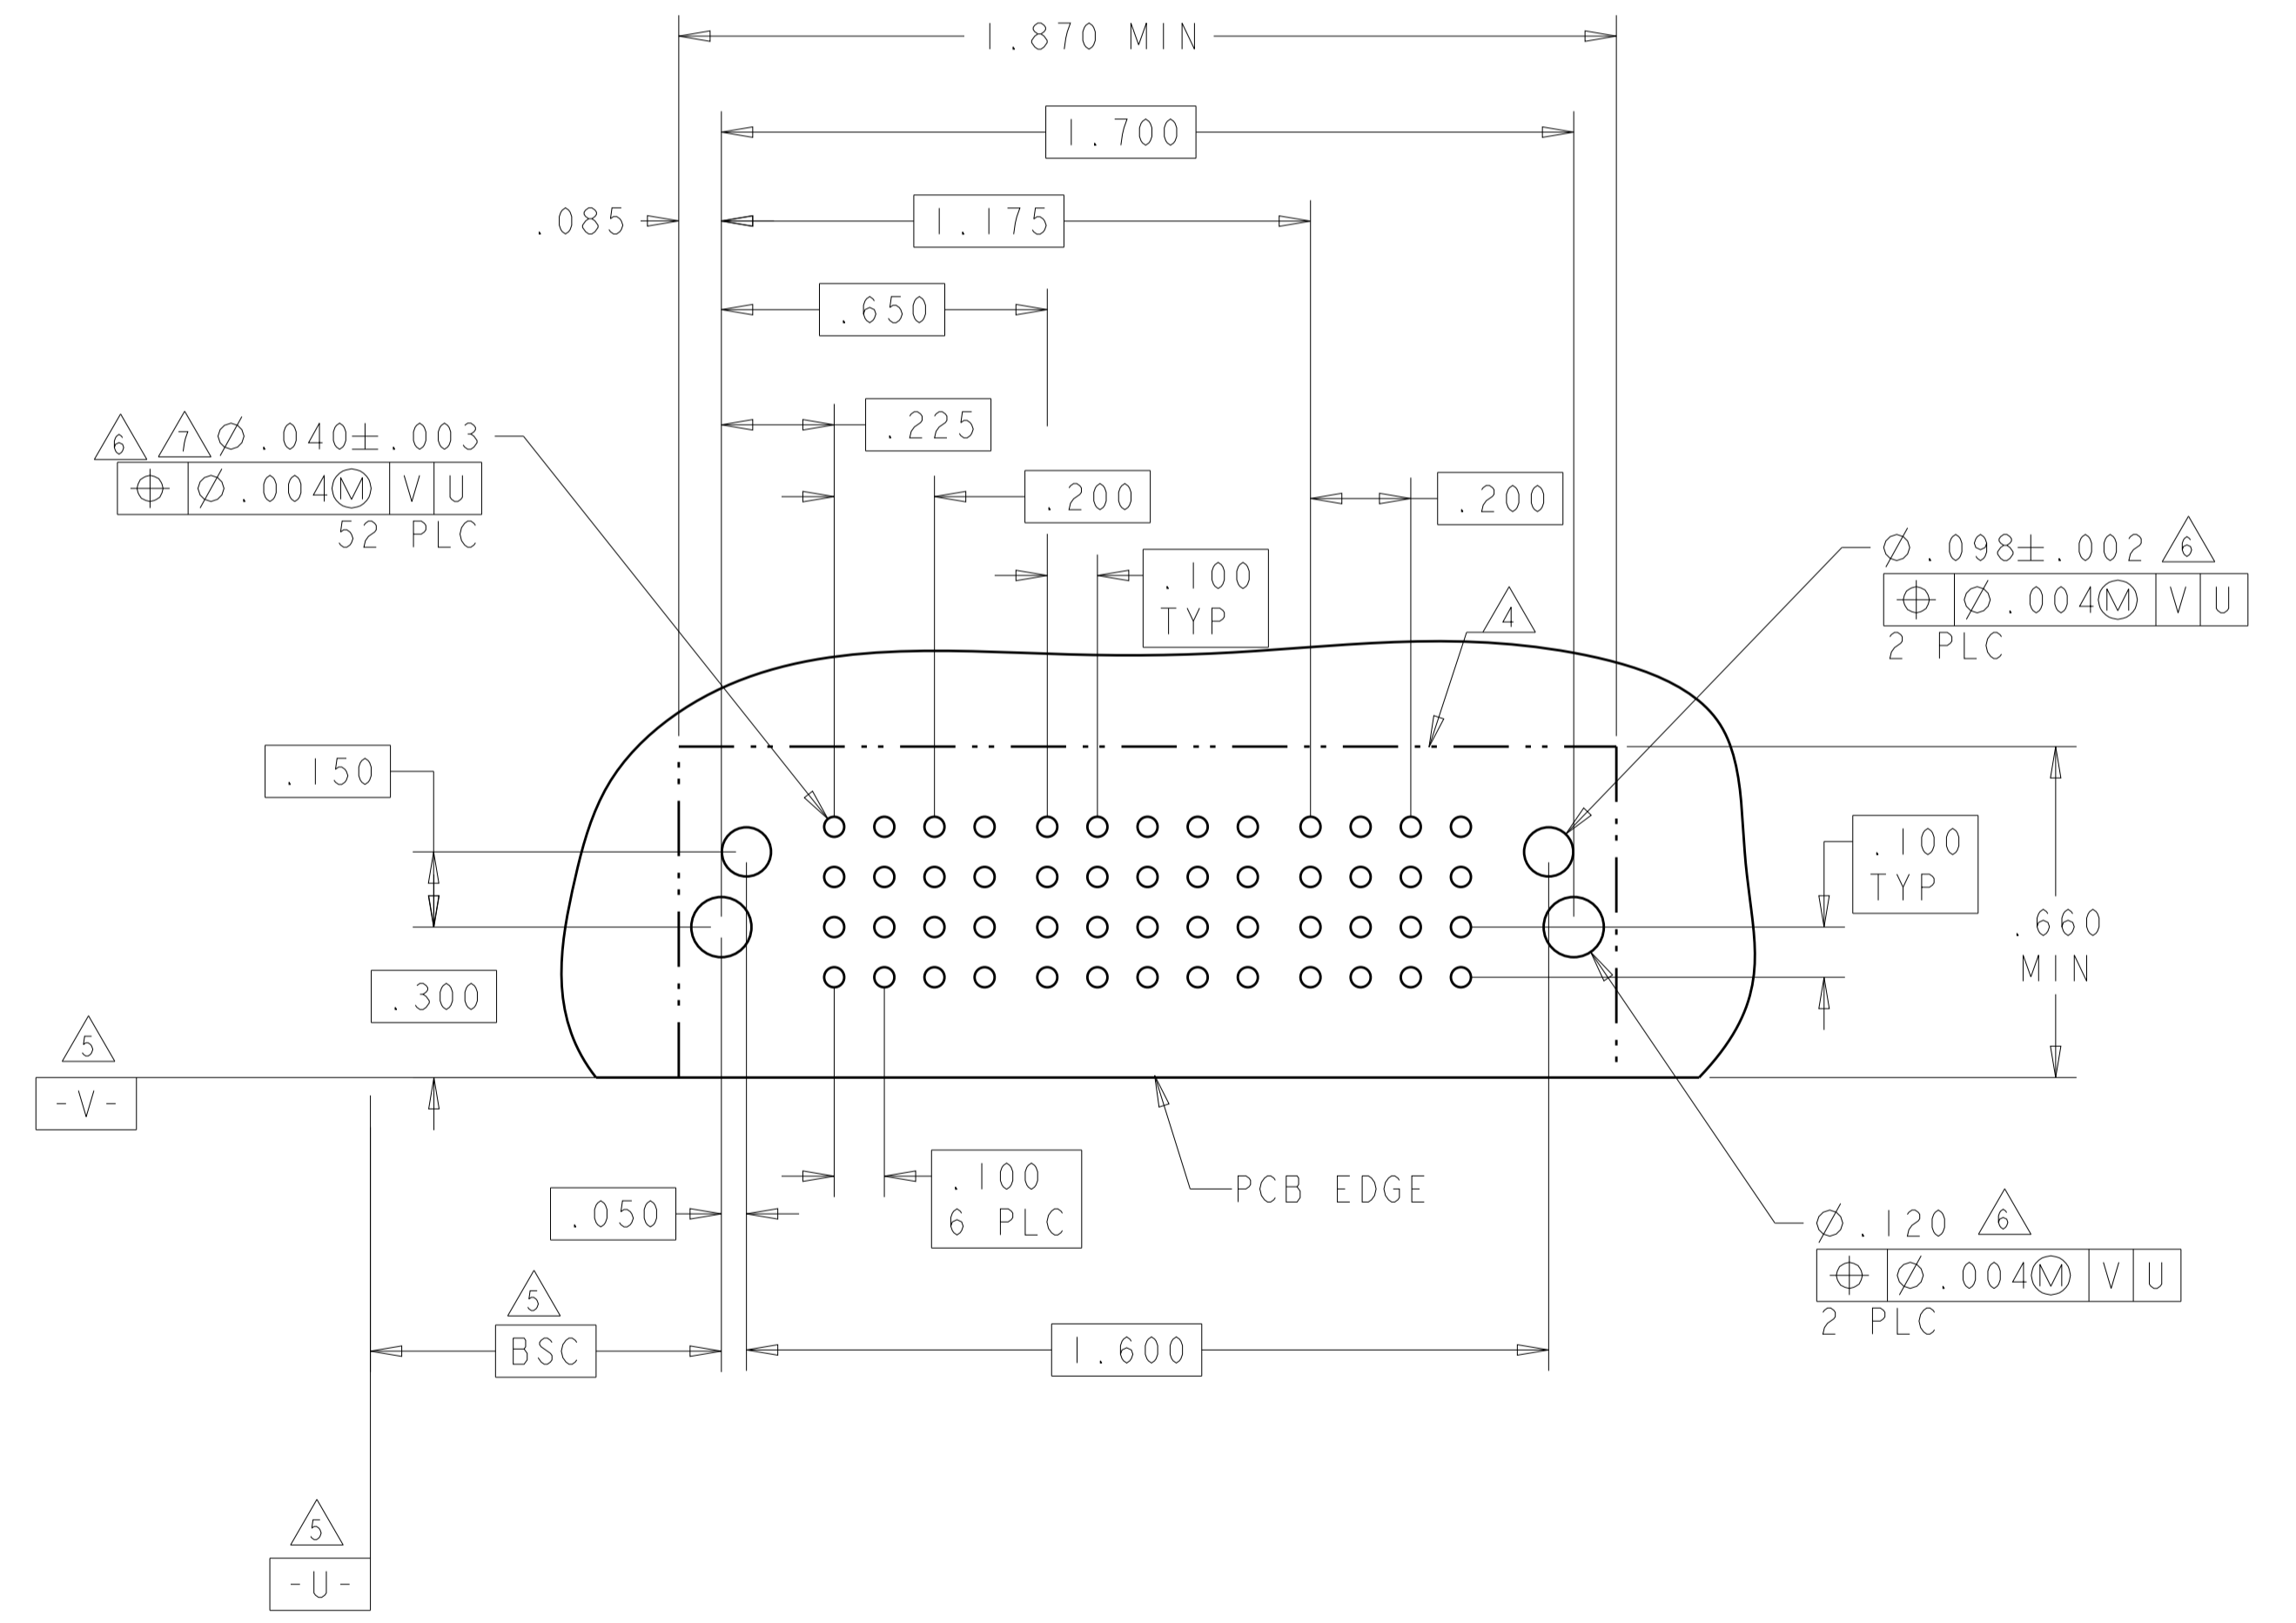 1.870 MIN
1.700
.085
1.175
.650
.225
6 7 ⌀.040±.003
⌖ ⌀.004Ⓜ V U
52 PLC
.200
.200
.100
TYP
⌀.098±.002 6
⌖ ⌀.004Ⓜ V U
2 PLC
4
.150
.100
TYP
.660
MIN
.300
5
-V-
.100
6 PLC
PCB EDGE
.050
⌀.120 6
⌖ ⌀.004Ⓜ V U
2 PLC
5
BSC
1.600
5
-U-